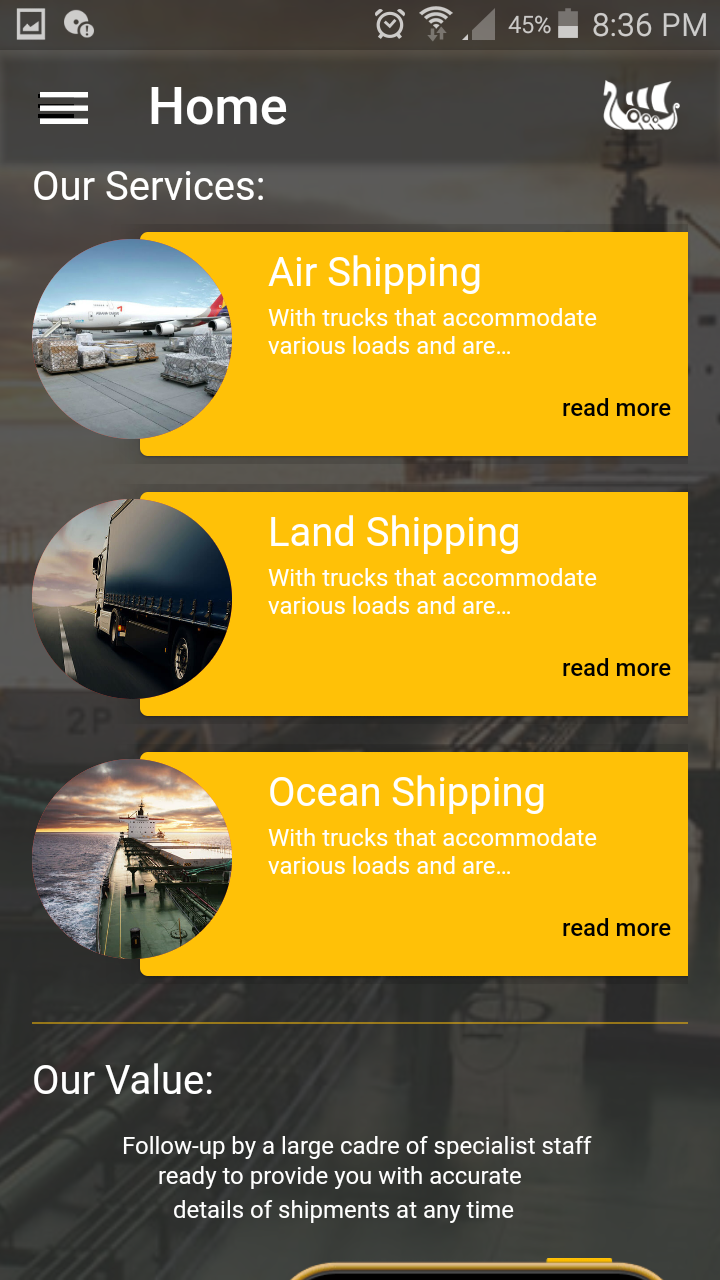 45% 8:36 PM
Home
Our Services:
Air Shipping
With trucks that accommodate
various loads and are…
read more
Land Shipping
With trucks that accommodate
various loads and are…
read more
2P
Ocean Shipping
With trucks that accommodate
various loads and are…
read more
Our Value:
Follow-up by a large cadre of specialist staff
ready to provide you with accurate
details of shipments at any time